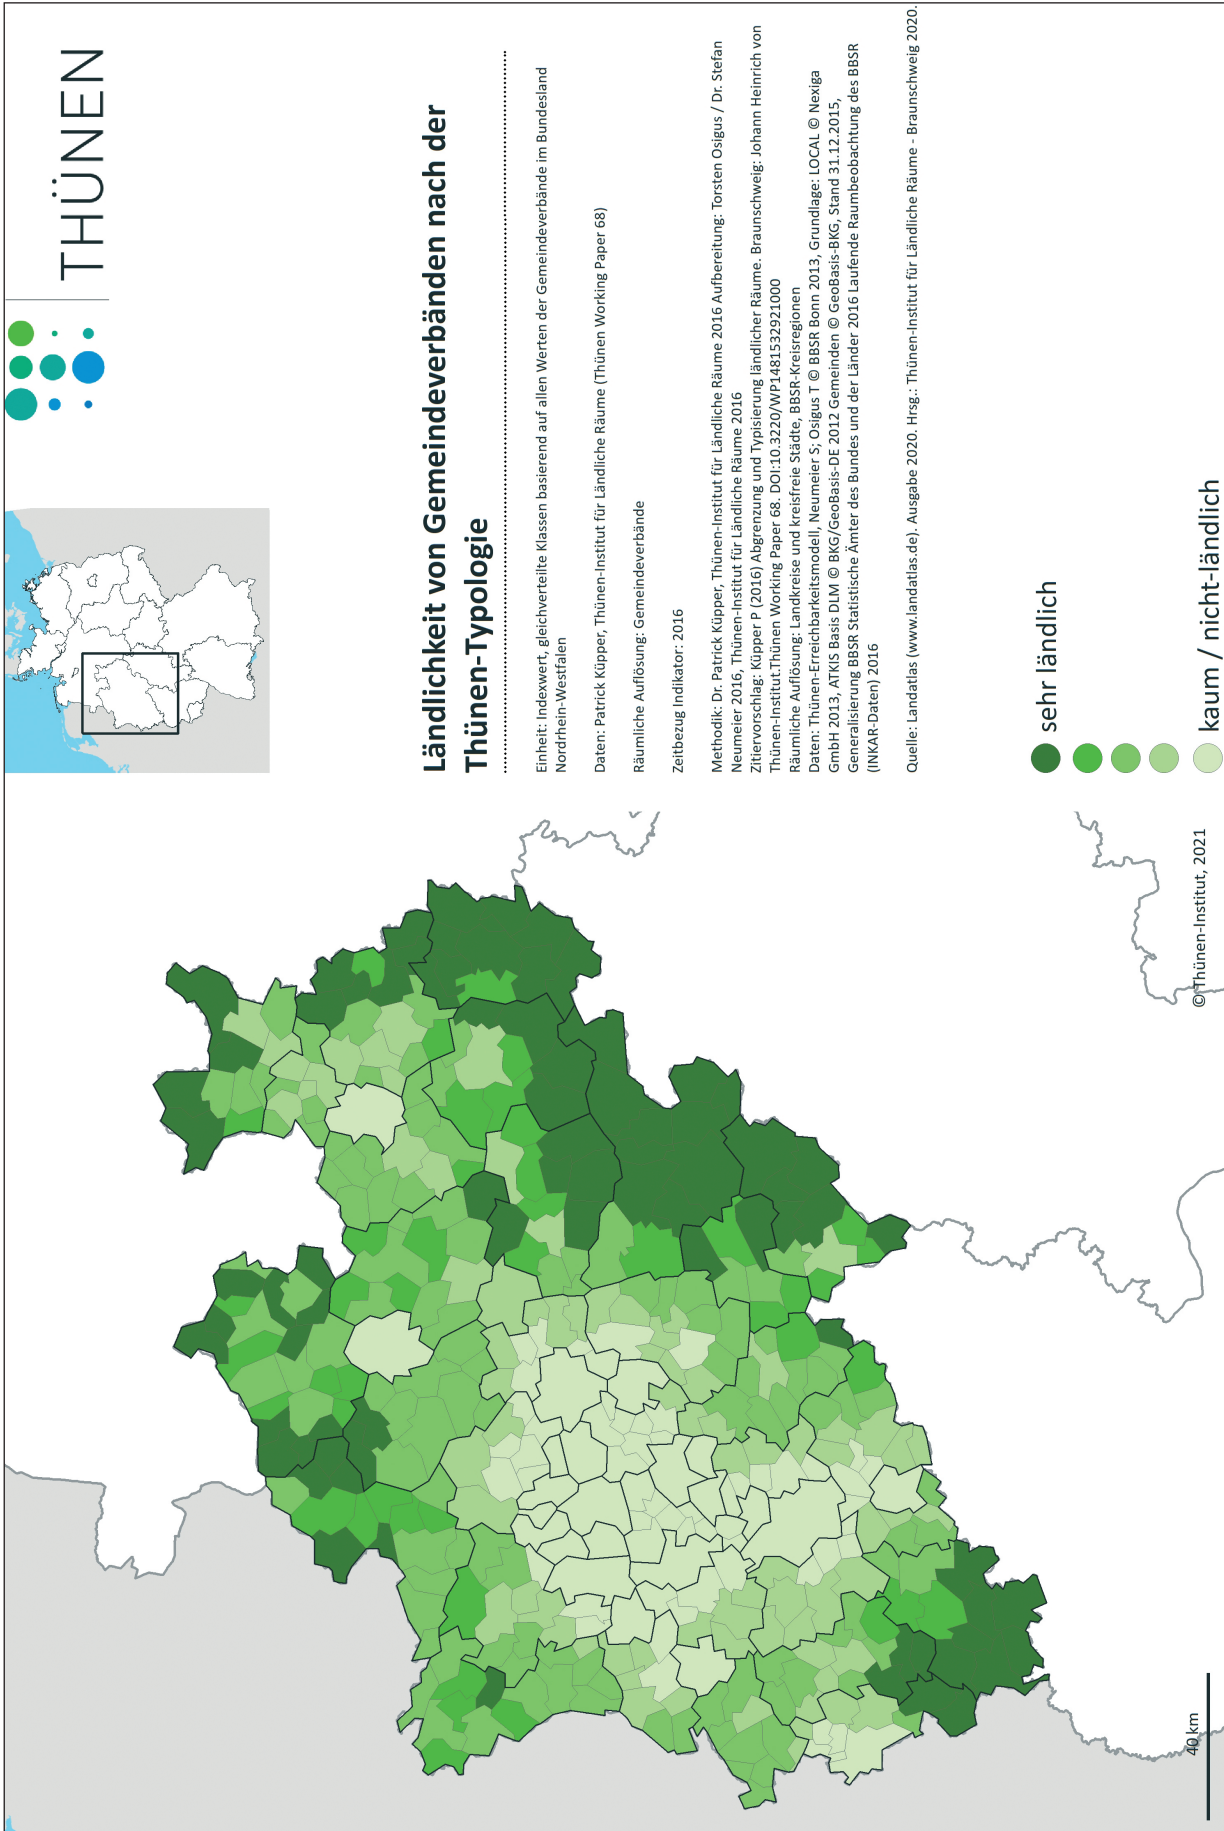 THÜNEN
Ländlichkeit von Gemeindeverbänden nach der
Thünen-Typologie
Einheit: Indexwert, gleichverteilte Klassen basierend auf allen Werten der Gemeindeverbände im Bundesland
Nordrhein-Westfalen
Daten: Patrick Küpper, Thünen-Institut für Ländliche Räume (Thünen Working Paper 68)
Räumliche Auflösung: Gemeindeverbände
Zeitbezug Indikator: 2016
Methodik: Dr. Patrick Küpper, Thünen-Institut für Ländliche Räume 2016 Aufbereitung: Torsten Osigus / Dr. Stefan
Neumeier 2016, Thünen-Institut für Ländliche Räume 2016
Zitiervorschlag: Küpper P (2016) Abgrenzung und Typisierung ländlicher Räume. Braunschweig: Johann Heinrich von
Thünen-Institut.Thünen Working Paper 68. DOI:10.3220/WP1481532921000
Räumliche Auflösung: Landkreise und kreisfreie Städte, BBSR-Kreisregionen
Daten: Thünen-Erreichbarkeitsmodell, Neumeier S; Osigus T © BBSR Bonn 2013, Grundlage: LOCAL © Nexiga
GmbH 2013, ATKIS Basis DLM © BKG/GeoBasis-DE 2012 Gemeinden © GeoBasis-BKG, Stand 31.12.2015,
Generalisierung BBSR Statistische Ämter des Bundes und der Länder 2016 Laufende Raumbeobachtung des BBSR
(INKAR-Daten) 2016
Quelle: Landatlas (www.landatlas.de). Ausgabe 2020. Hrsg.: Thünen-Institut für Ländliche Räume - Braunschweig 2020.
sehr ländlich
kaum / nicht-ländlich
40 km
© Thünen-Institut, 2021